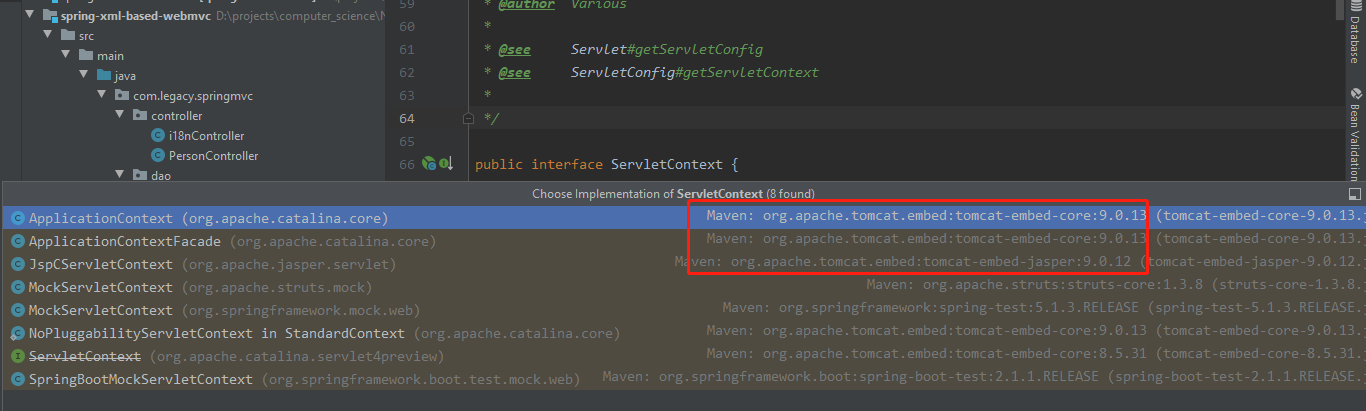 spring-xml-based-webmvc D:\projects\computer_science\N
src
main
java
com.legacy.springmvc
controller
i18nController
PersonController
dao
59 * @author Various
60 *
61 * @see Servlet#getServletConfig
62 * @see ServletConfig#getServletContext
63 *
64 */
65
66 public interface ServletContext {
Database
Bean Validation
Choose Implementation of ServletContext (8 found)
ApplicationContext (org.apache.catalina.core) Maven: org.apache.tomcat.embed:tomcat-embed-core:9.0.13 (tomcat-embed-core-9.0.13.j
ApplicationContextFacade (org.apache.catalina.core) Maven: org.apache.tomcat.embed:tomcat-embed-core:9.0.13 (tomcat-embed-core-9.0.13.j
JspCServletContext (org.apache.jasper.servlet) Maven: org.apache.tomcat.embed:tomcat-embed-jasper:9.0.12 (tomcat-embed-jasper-9.0.12.j
MockServletContext (org.apache.struts.mock) Maven: org.apache.struts:struts-core:1.3.8 (struts-core-1.3.8.j
MockServletContext (org.springframework.mock.web) Maven: org.springframework:spring-test:5.1.3.RELEASE (spring-test-5.1.3.RELEASE.j
NoPluggabilityServletContext in StandardContext (org.apache.catalina.core) Maven: org.apache.tomcat.embed:tomcat-embed-core:9.0.13 (tomcat-embed-core-9.0.13.j
ServletContext (org.apache.catalina.servlet4preview) Maven: org.apache.tomcat.embed:tomcat-embed-core:8.5.31 (tomcat-embed-core-8.5.31.j
SpringBootMockServletContext (org.springframework.boot.test.mock.web) Maven: org.springframework.boot:spring-boot-test:2.1.1.RELEASE (spring-boot-test-2.1.1.RELEASE.j